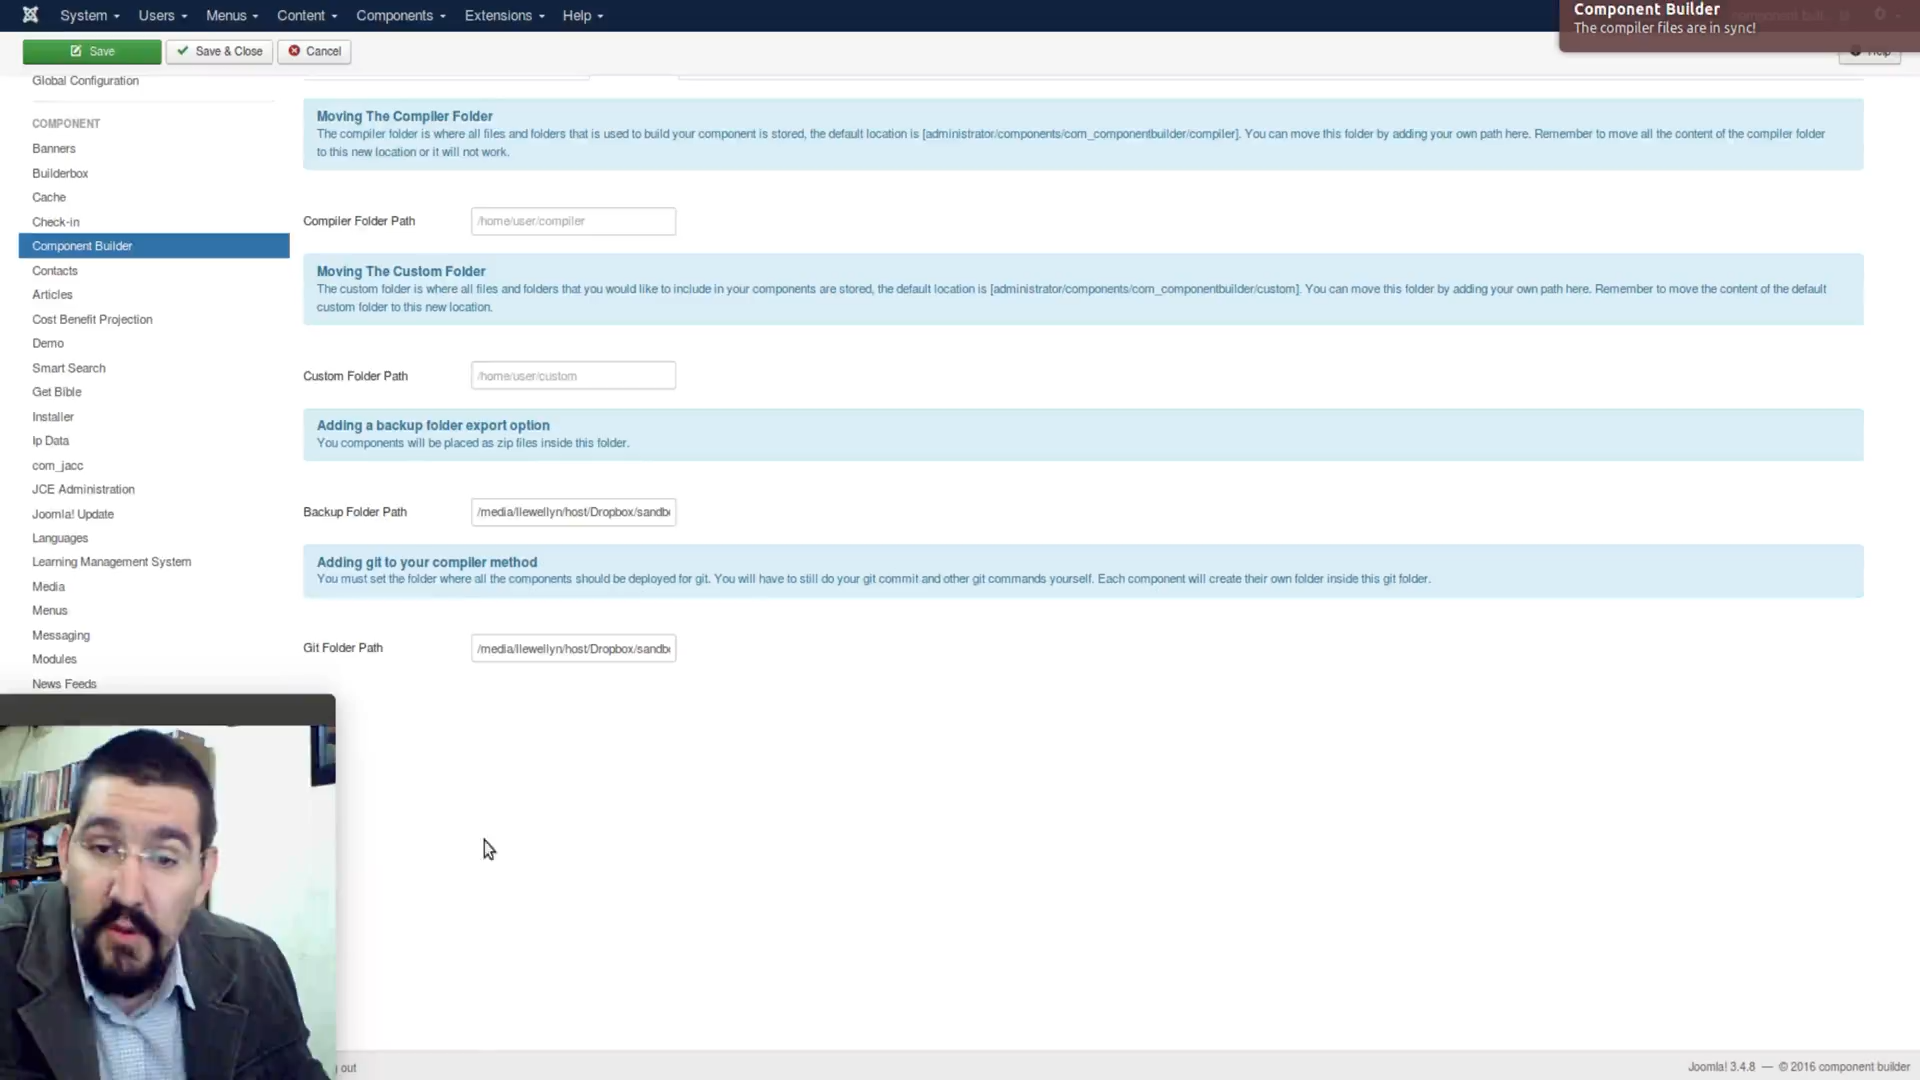 System Users Menus Content Components Extensions Help
Component Builder
The compiler files are in sync!
Save Save & Close Cancel
Help
Global Configuration
COMPONENT
Banners
Builderbox
Cache
Check-in
Component Builder
Contacts
Articles
Cost Benefit Projection
Demo
Smart Search
Get Bible
Installer
Ip Data
com_jacc
JCE Administration
Joomla! Update
Languages
Learning Management System
Media
Menus
Messaging
Modules
News Feeds
Moving The Compiler Folder
The compiler folder is where all files and folders that is used to build your component is stored, the default location is [administrator/components/com_componentbuilder/compiler]. You can move this folder by adding your own path here. Remember to move all the content of the compiler folder
to this new location or it will not work.
Compiler Folder Path /home/user/compiler
Moving The Custom Folder
The custom folder is where all files and folders that you would like to include in your components are stored, the default location is [administrator/components/com_componentbuilder/custom]. You can move this folder by adding your own path here. Remember to move the content of the default
custom folder to this new location.
Custom Folder Path /home/user/custom
Adding a backup folder export option
You components will be placed as zip files inside this folder.
Backup Folder Path /media/llewellyn/host/Dropbox/sandb
Adding git to your compiler method
You must set the folder where all the components should be deployed for git. You will have to still do your git commit and other git commands yourself. Each component will create their own folder inside this git folder.
Git Folder Path /media/llewellyn/host/Dropbox/sandb
out
Joomla! 3.4.8 — © 2016 component builder